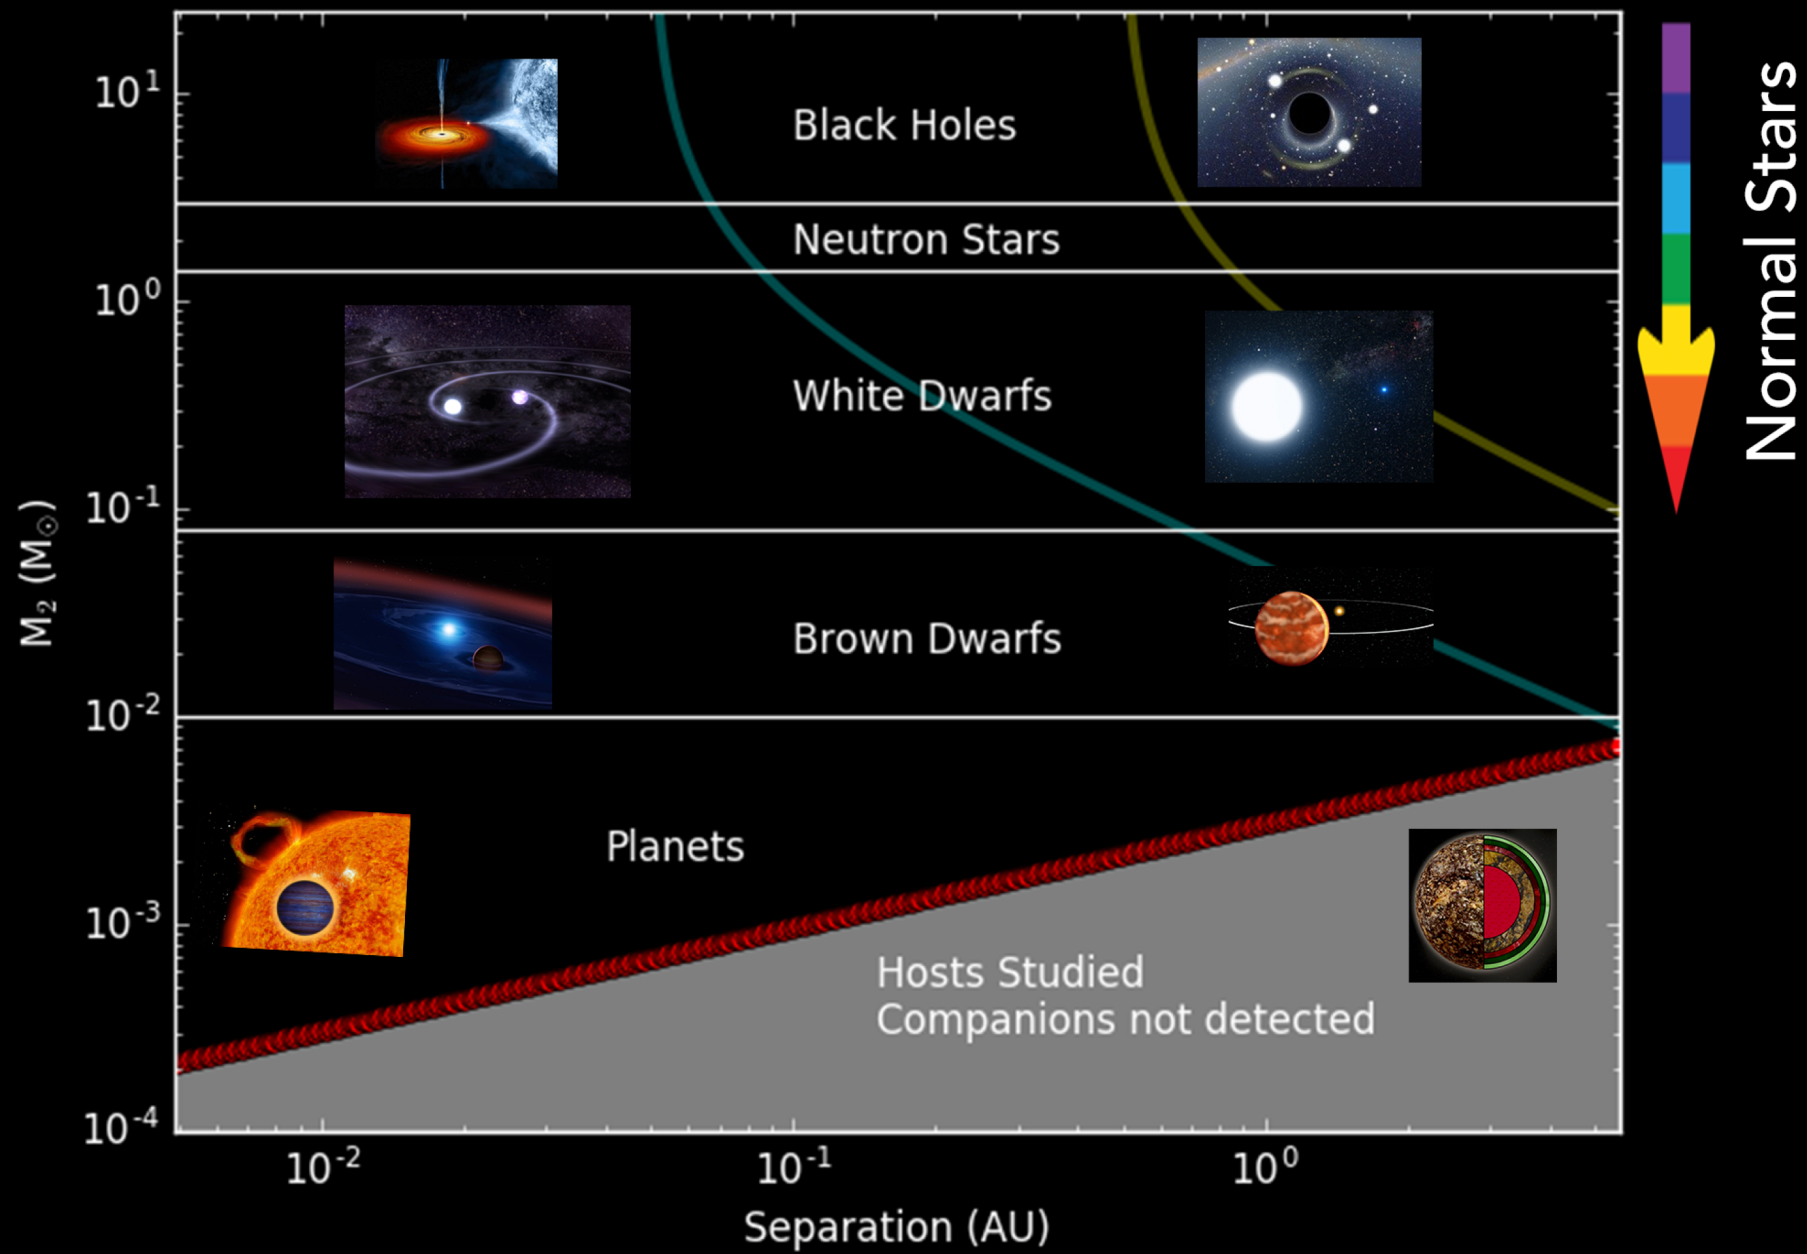 10¹
10⁰
10⁻¹
10⁻²
10⁻³
10⁻⁴
M₂ (M☉)
Black Holes
Neutron Stars
White Dwarfs
Brown Dwarfs
Planets
Hosts Studied
Companions not detected
10⁻²
10⁻¹
10⁰
Separation (AU)
Normal Stars